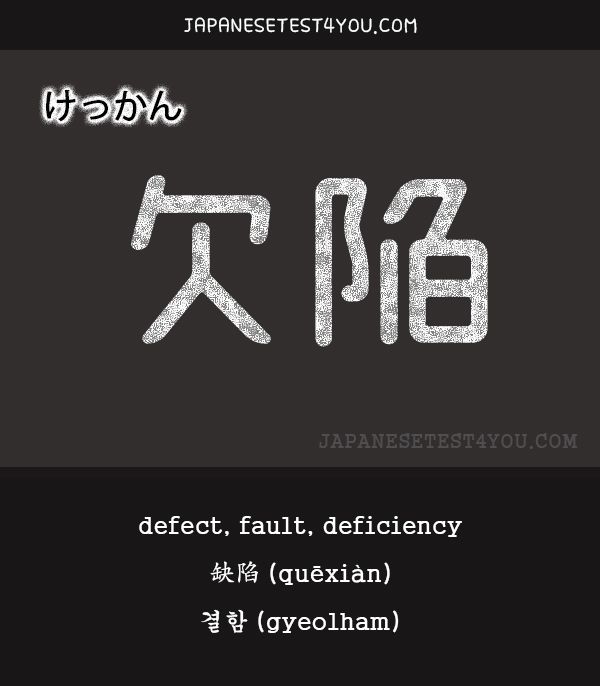 JAPANESETEST4YOU.COM
けっかん
欠陥
JAPANESETEST4YOU.COM
defect, fault, deficiency
缺陷 (quēxiàn)
결함 (gyeolham)